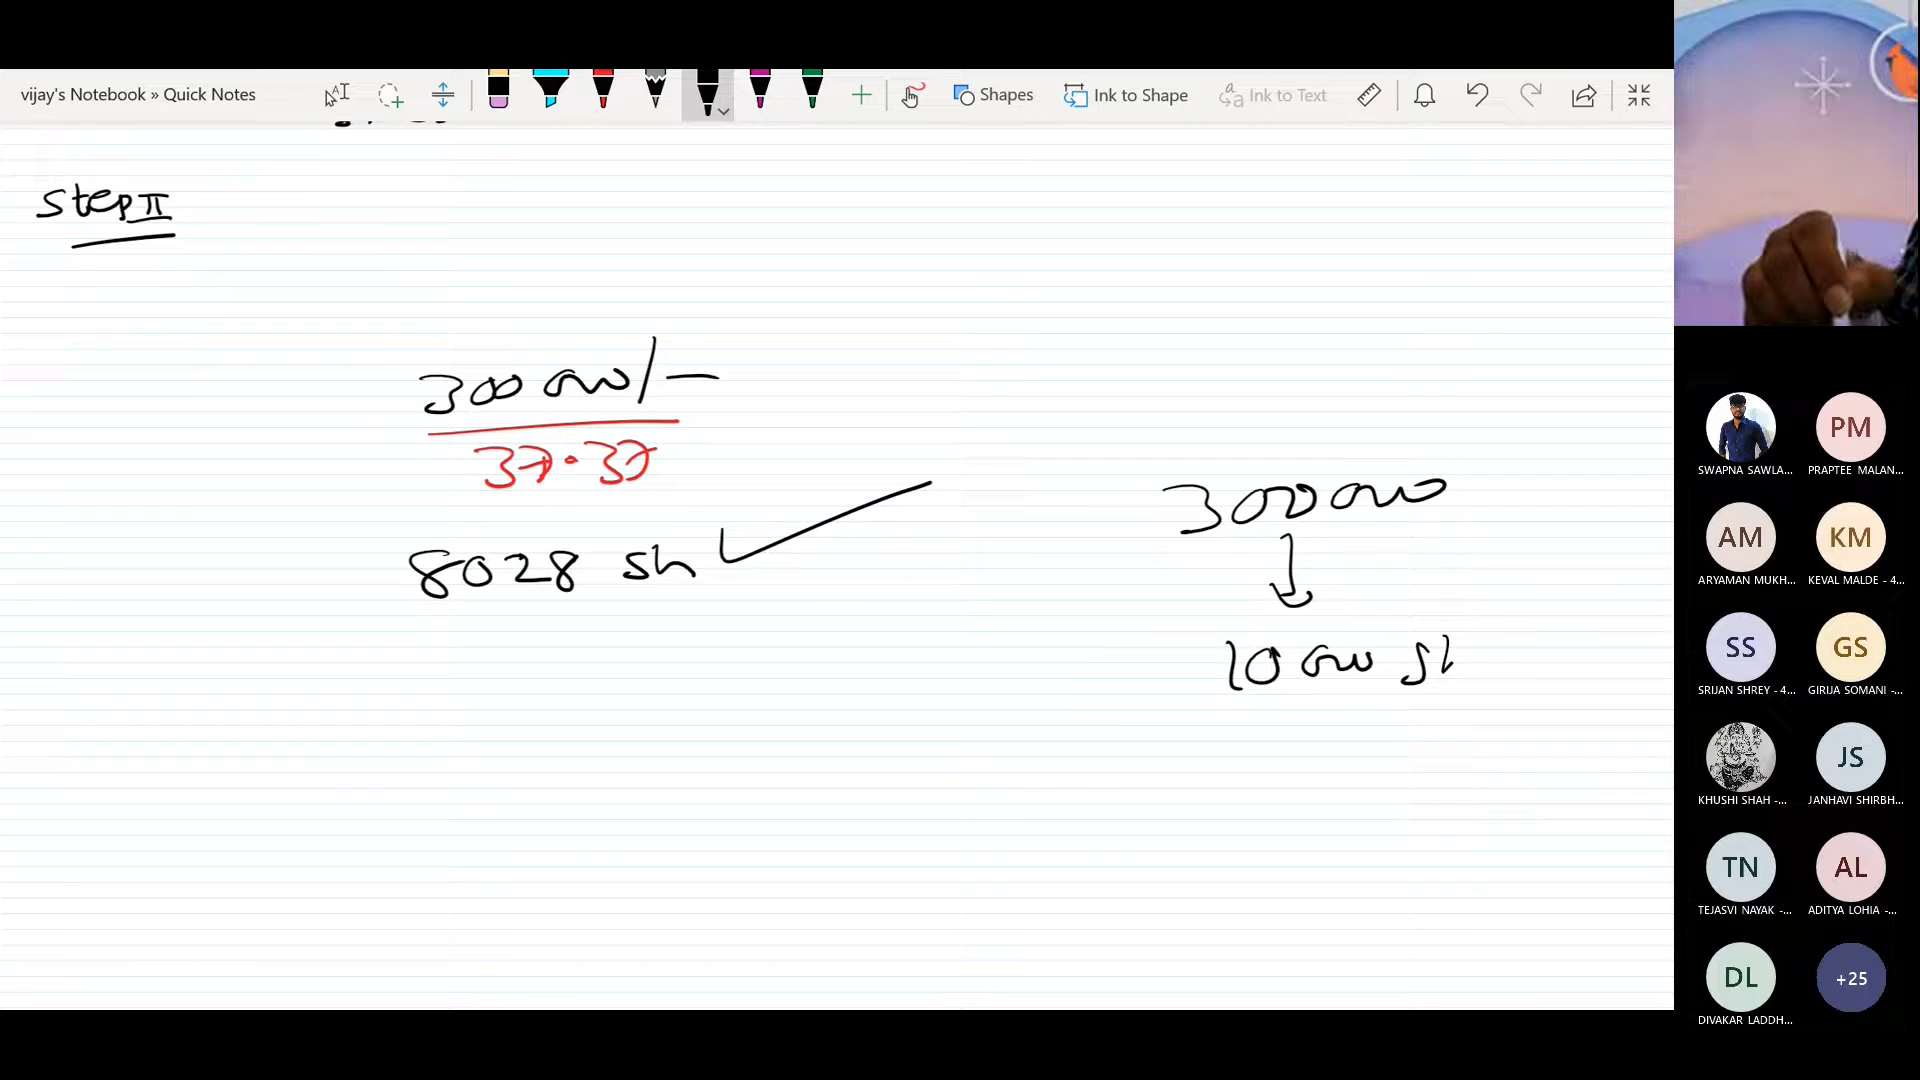 vijay's Notebook » Quick Notes
Shapes
Ink to Shape
Ink to Text
Step II
300000/-
37.37
8028 sh
300000
10000 sh
SWAPNA SAWLA...
PM
PRAPTEE MALAN...
AM
ARYAMAN MUKH...
KM
KEVAL MALDE - 4...
SS
SRIJAN SHREY - 4...
GS
GIRIJA SOMANI -...
KHUSHI SHAH -...
JS
JANHAVI SHIRBH...
TN
TEJASVI NAYAK -...
AL
ADITYA LOHIA -...
DL
DIVAKAR LADDH...
+25